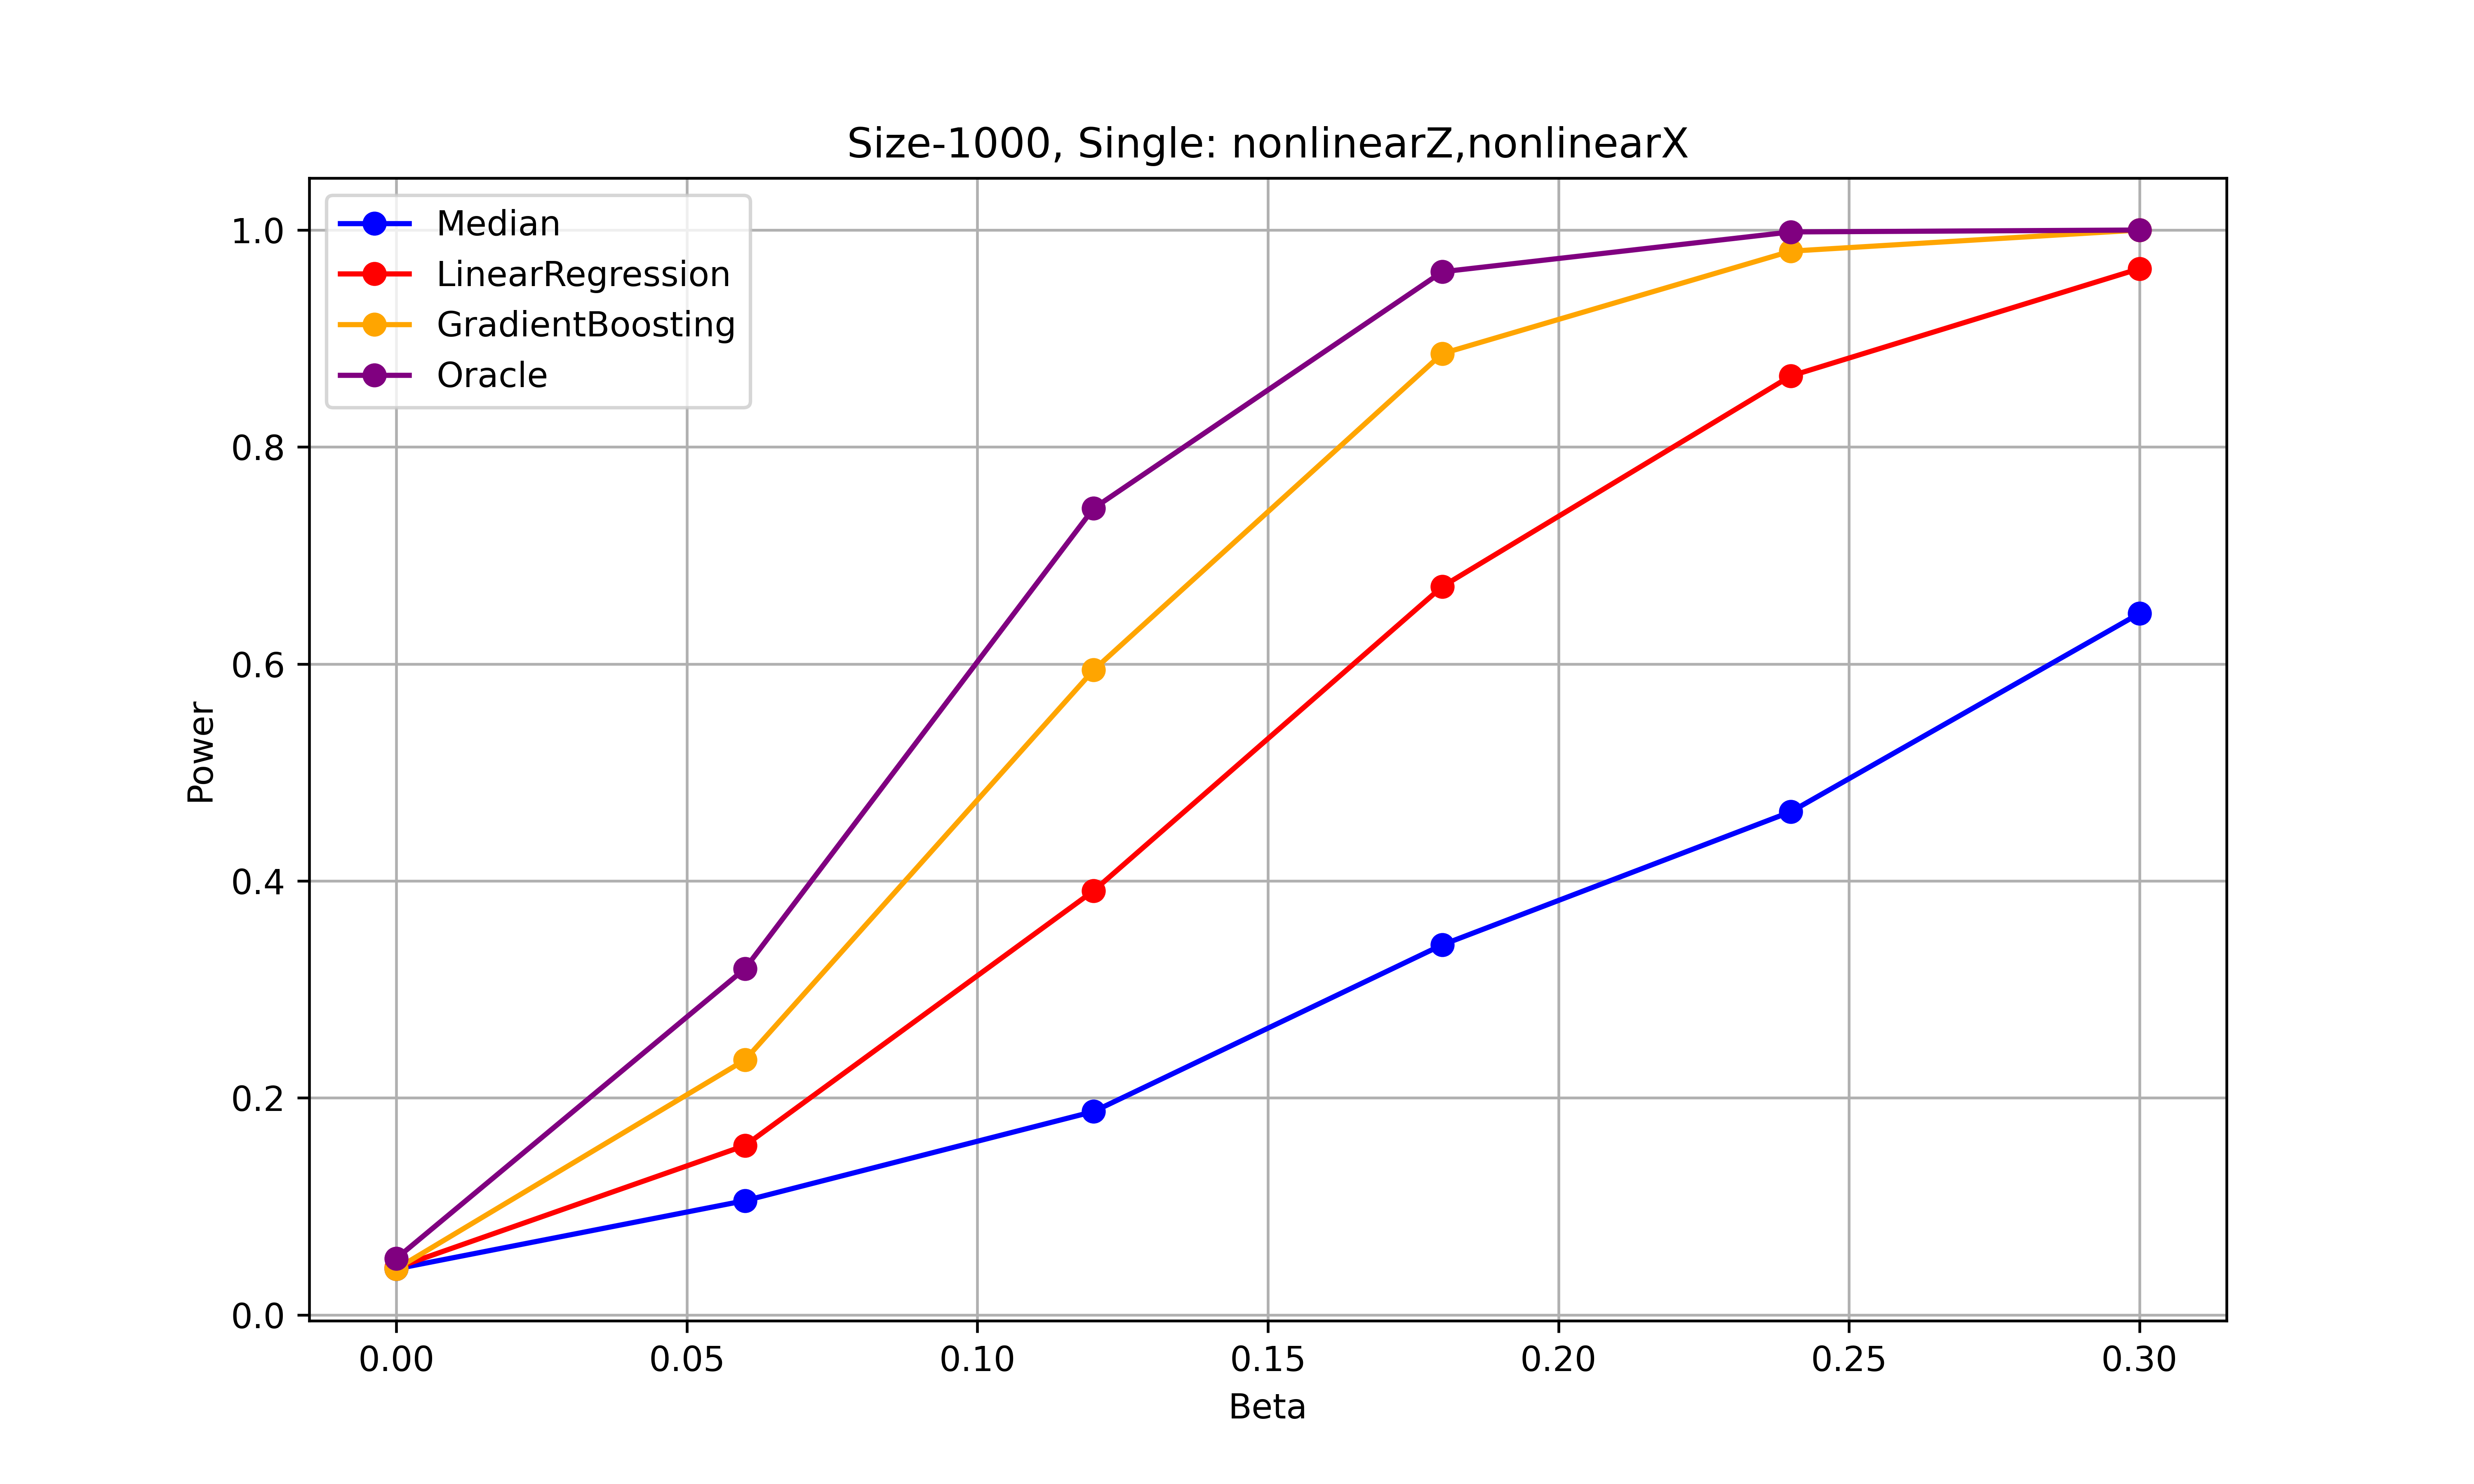 Size-1000, Single: nonlinearZ,nonlinearX
Median
LinearRegression
GradientBoosting
Oracle
1.0
0.8
0.6
0.4
0.2
0.0
Power
0.00 0.05 0.10 0.15 0.20 0.25 0.30
Beta